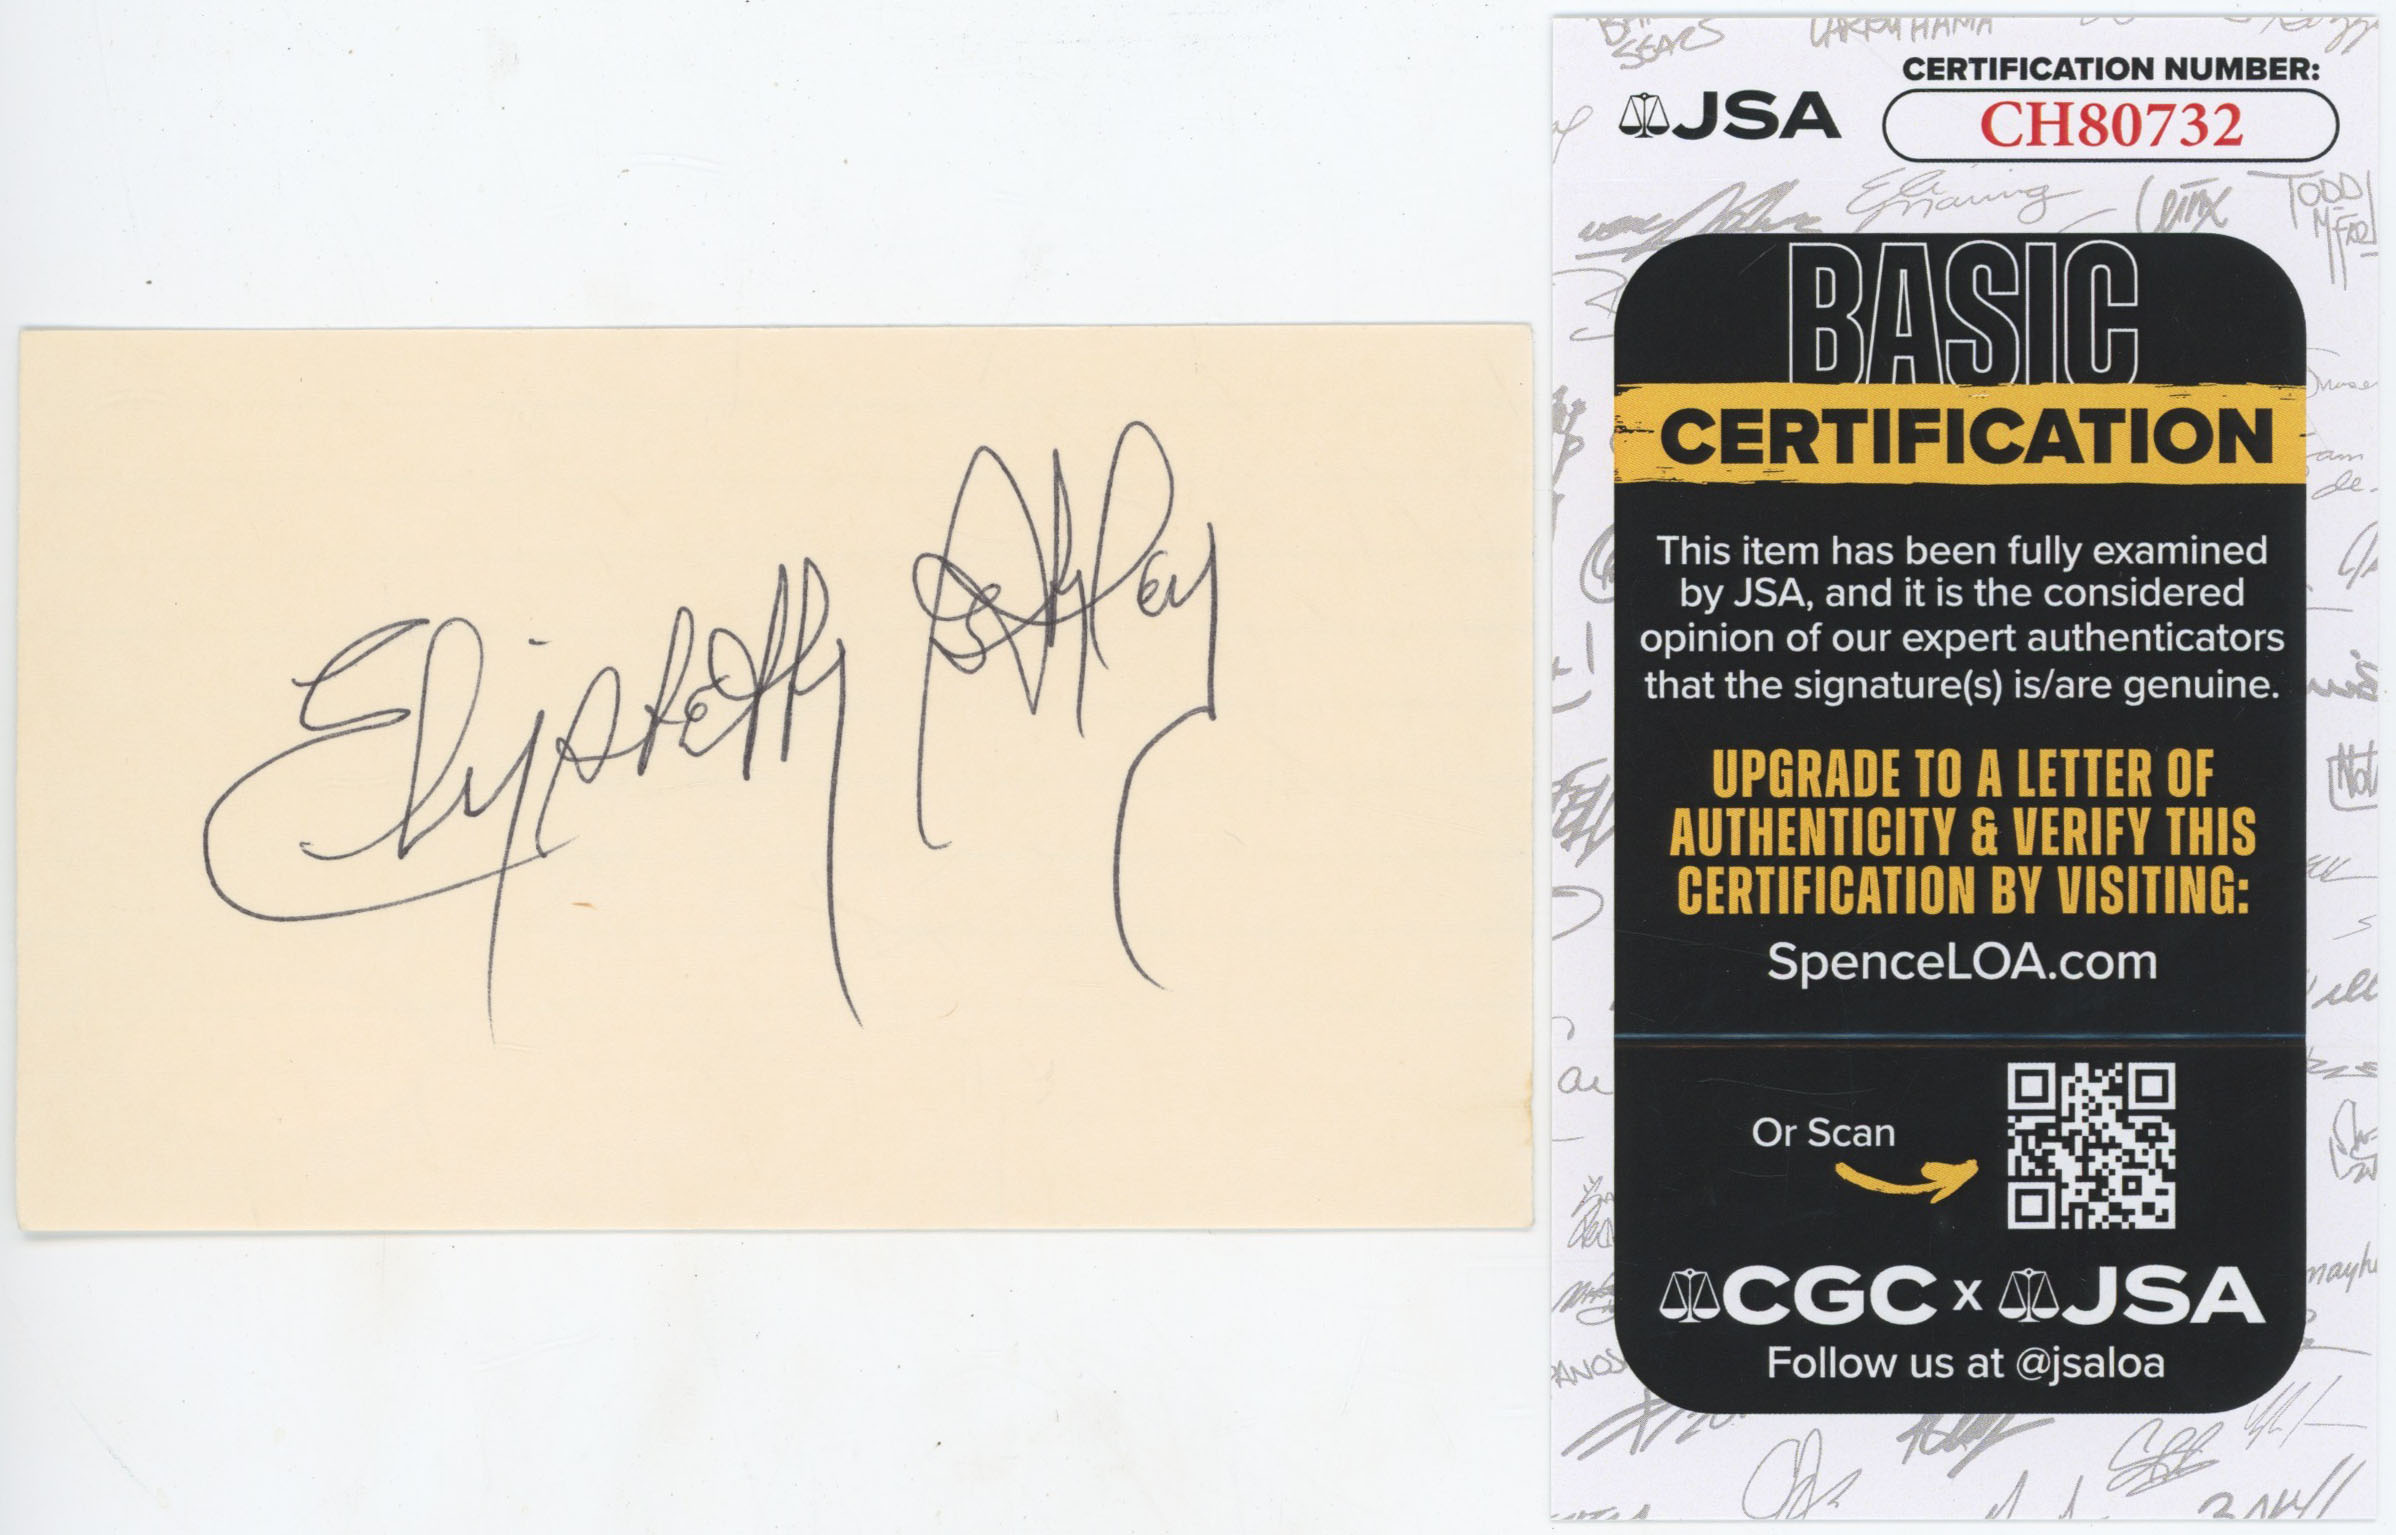 Elizabeth Ashley
CERTIFICATION NUMBER:
JSA CH80732
BASIC
CERTIFICATION
This item has been fully examined
by JSA, and it is the considered
opinion of our expert authenticators
that the signature(s) is/are genuine.
UPGRADE TO A LETTER OF
AUTHENTICITY & VERIFY THIS
CERTIFICATION BY VISITING:
SpenceLOA.com
Or Scan
CGC x JSA
Follow us at @jsaloa